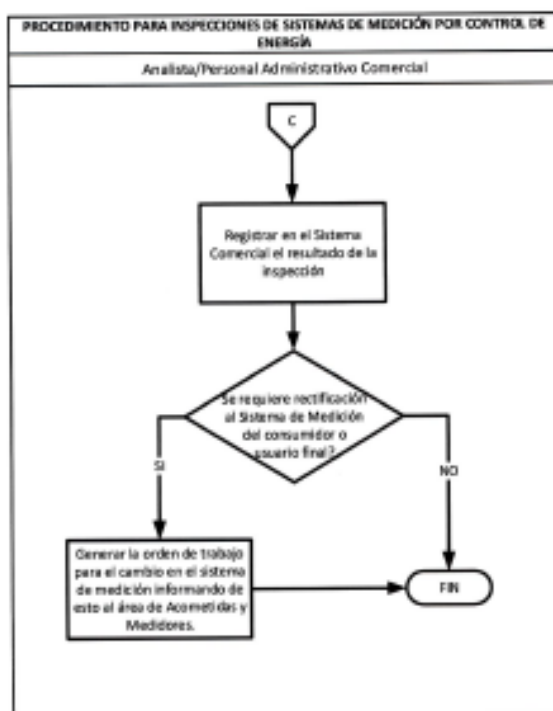 PROCEDIMIENTO PARA INSPECCIONES DE SISTEMAS DE MEDICIÓN POR CONTROL DE
ENERGÍA
Analista/Personal Administrativo Comercial
C
Registrar en el Sistema
Comercial el resultado de la
inspección
Se requiere rectificación
al Sistema de Medición
del consumidor o
usuario final?
SI
NO
Generar la orden de trabajo
para el cambio en el sistema
de medición informando de
esto al área de Acometidas y
Medidores.
FIN